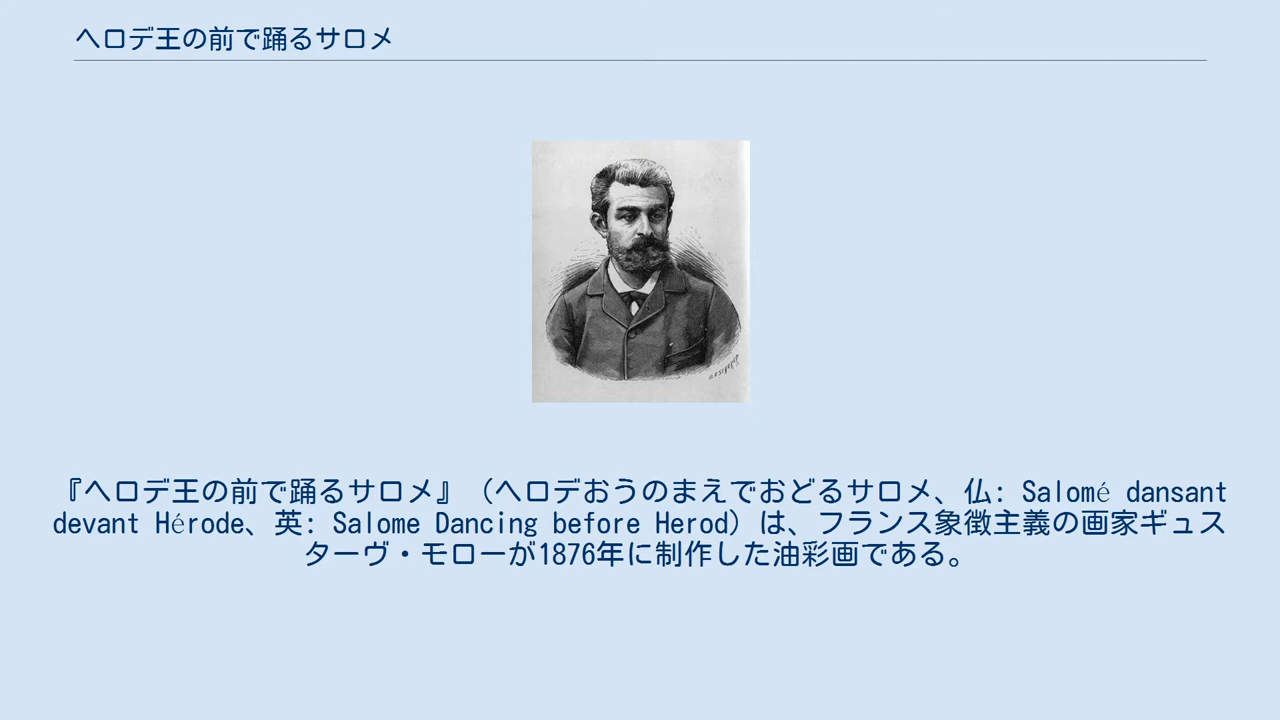 ヘロデ王の前で踊るサロメ
『ヘロデ王の前で踊るサロメ』（ヘロデおうのまえでおどるサロメ、仏: Salomé dansant
devant Hérode、英: Salome Dancing before Herod）は、フランス象徴主義の画家ギュス
ターヴ・モローが1876年に制作した油彩画である。